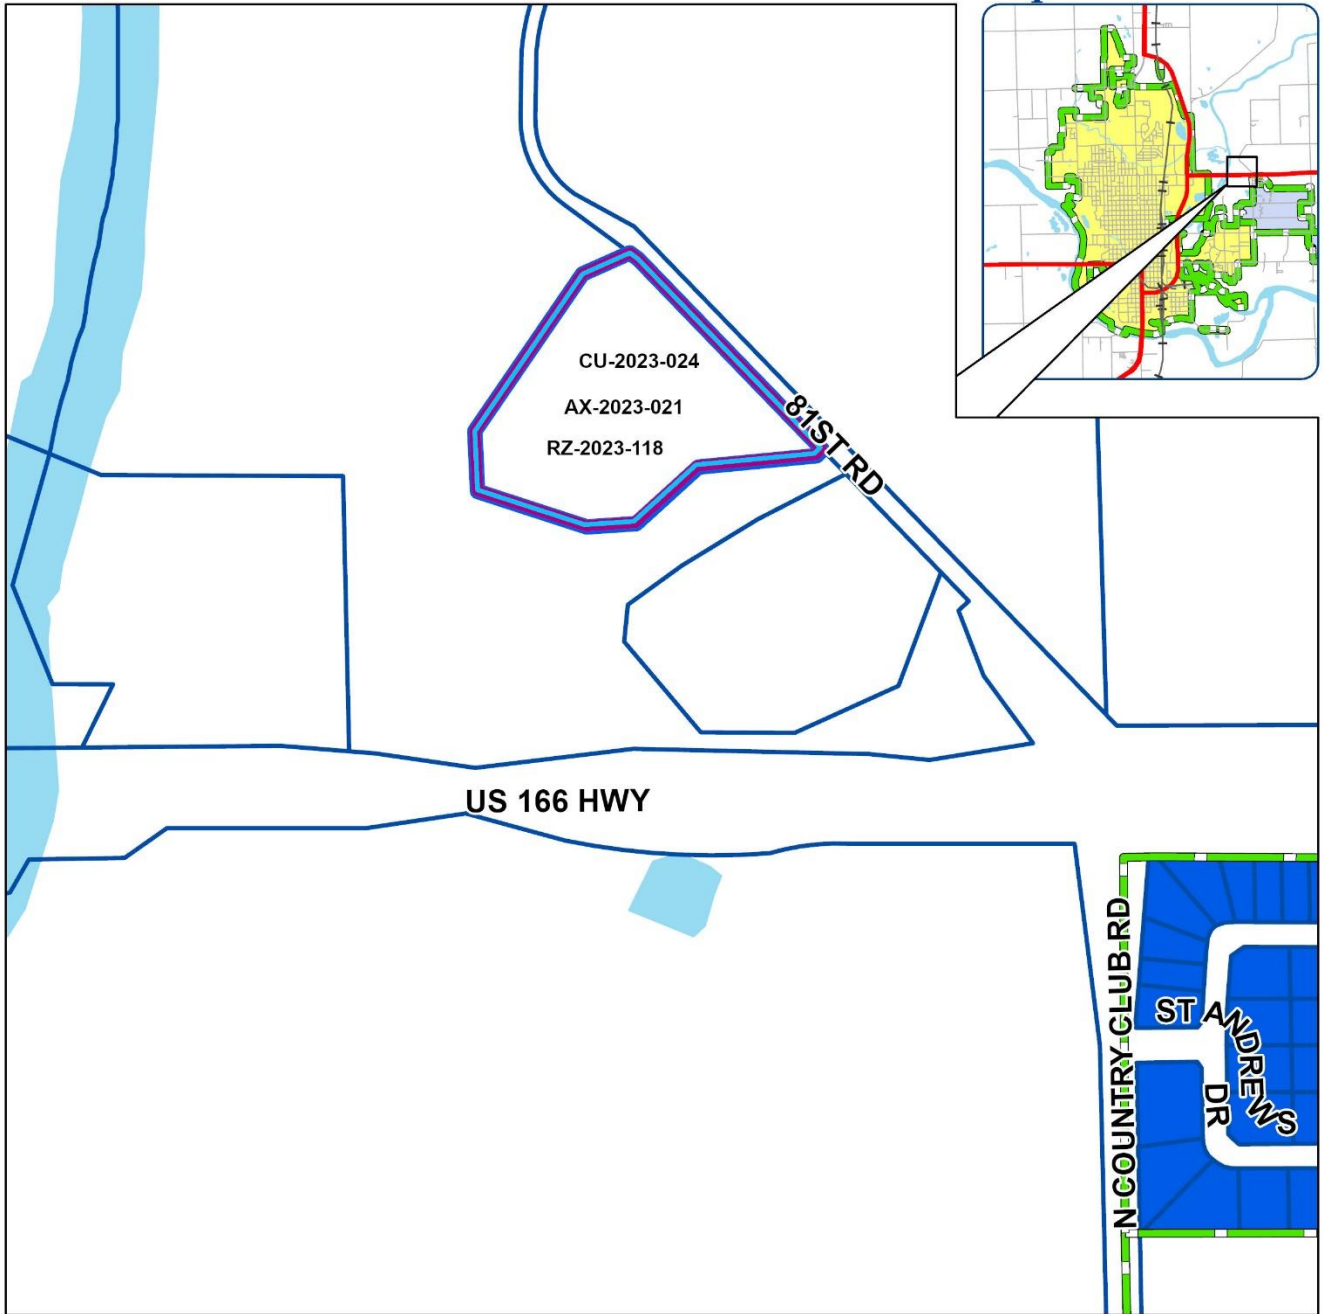 CU-2023-024
AX-2023-021
RZ-2023-118
81ST RD
US 166 HWY
N COUNTRY CLUB RD
ST ANDREWS DR